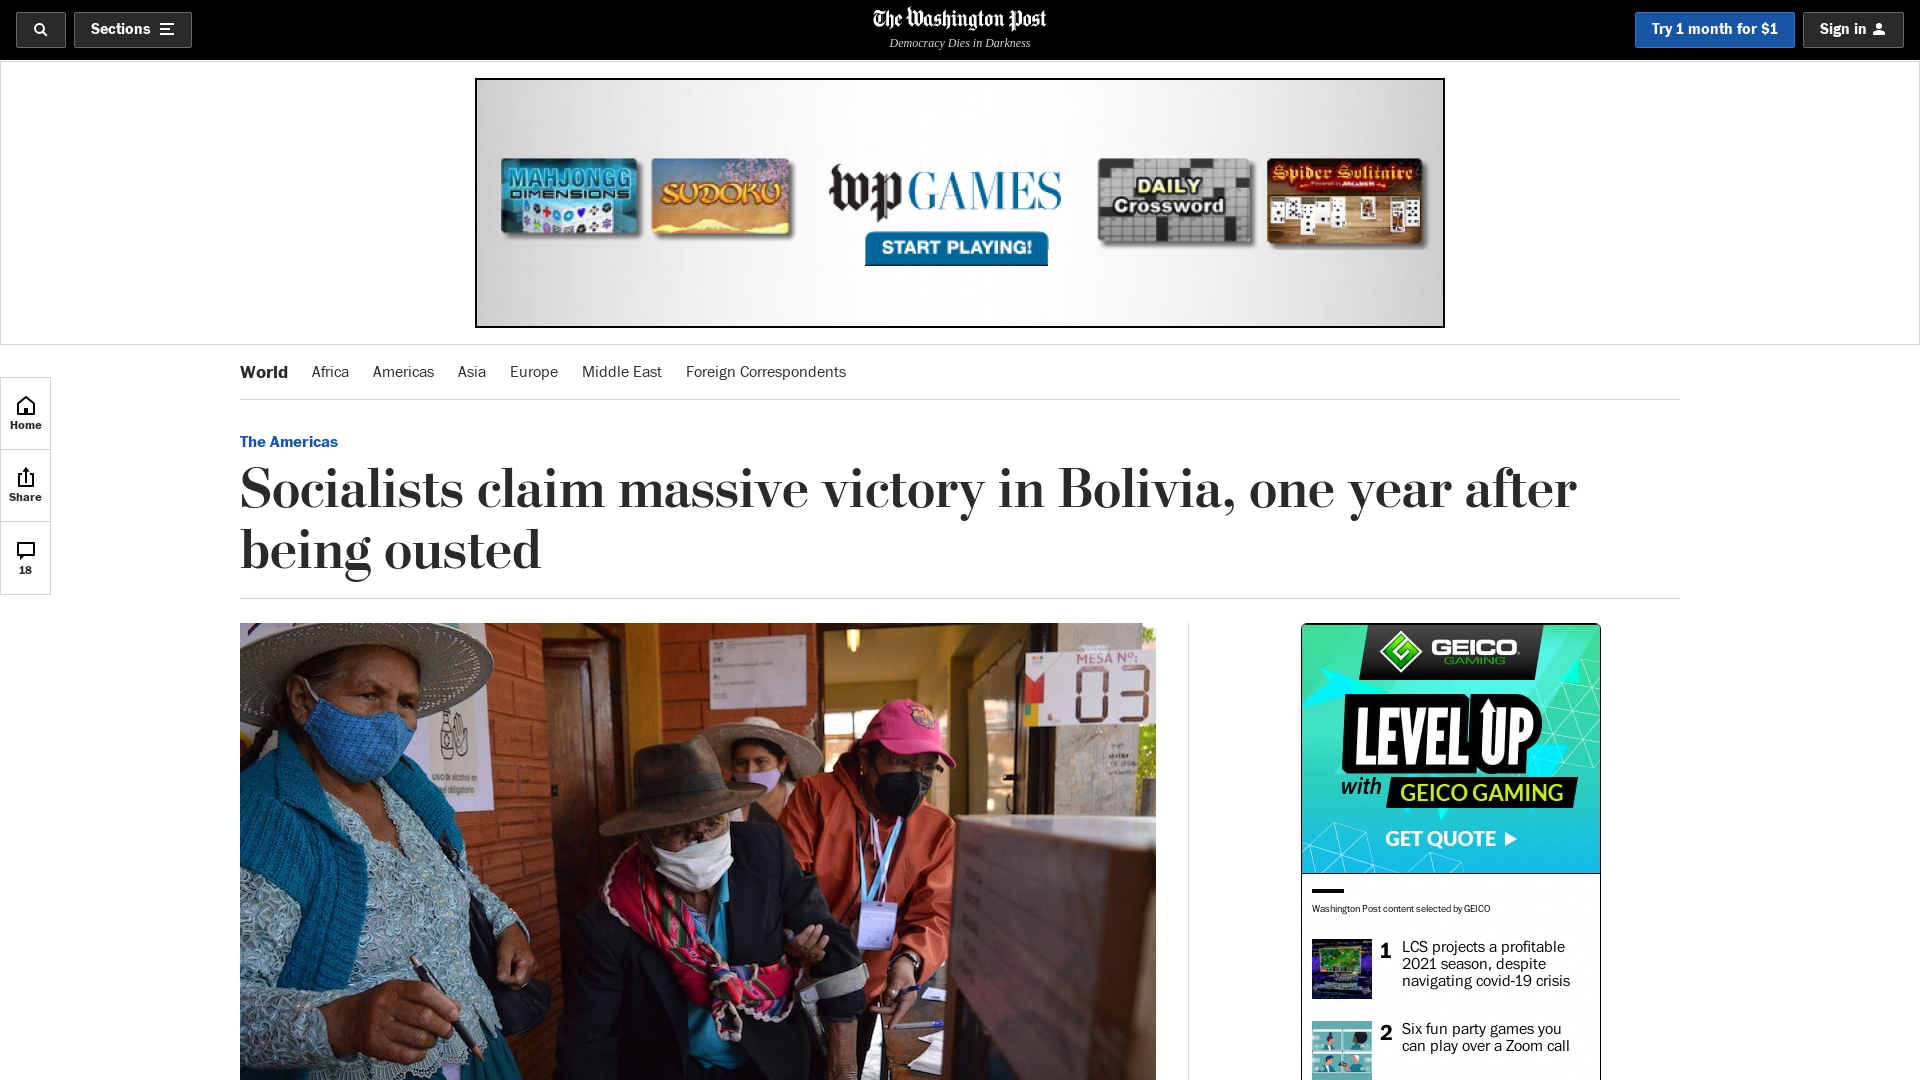 Sections
The Washington Post
Democracy Dies in Darkness
Try 1 month for $1
Sign in
MAHJONGG
DIMENSIONS
SUDOKU
wp GAMES
START PLAYING!
DAILY
Crossword
Spider Solitaire
World
Africa
Americas
Asia
Europe
Middle East
Foreign Correspondents
Home
Share
18
The Americas
Socialists claim massive victory in Bolivia, one year after
being ousted
MESA Nº:
03
uso de alcohol en
GEICO
GAMING
LEVEL UP
with GEICO GAMING
GET QUOTE
Washington Post content selected by GEICO
1
LCS projects a profitable
2021 season, despite
navigating covid-19 crisis
2
Six fun party games you
can play over a Zoom call